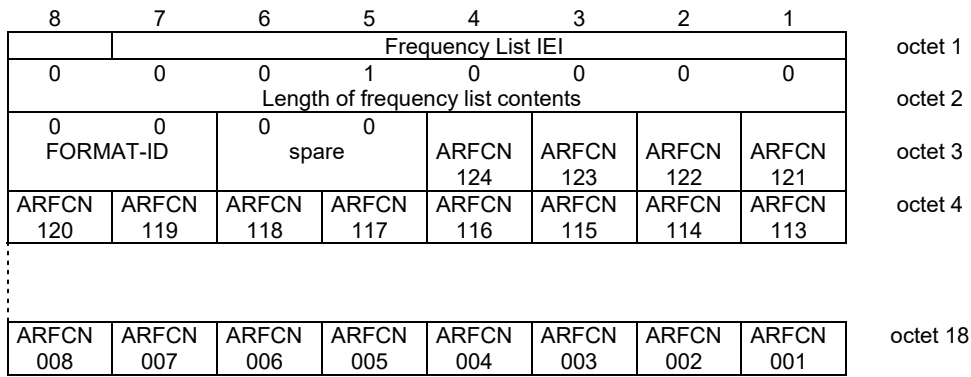 8 7 6 5 4 3 2 1
Frequency List IEI octet 1
0 0 0 1 0 0 0 0
Length of frequency list contents octet 2
0 0 0 0
FORMAT-ID spare ARFCN ARFCN ARFCN ARFCN octet 3
124 123 122 121
ARFCN ARFCN ARFCN ARFCN ARFCN ARFCN ARFCN ARFCN octet 4
120 119 118 117 116 115 114 113
ARFCN ARFCN ARFCN ARFCN ARFCN ARFCN ARFCN ARFCN octet 18
008 007 006 005 004 003 002 001